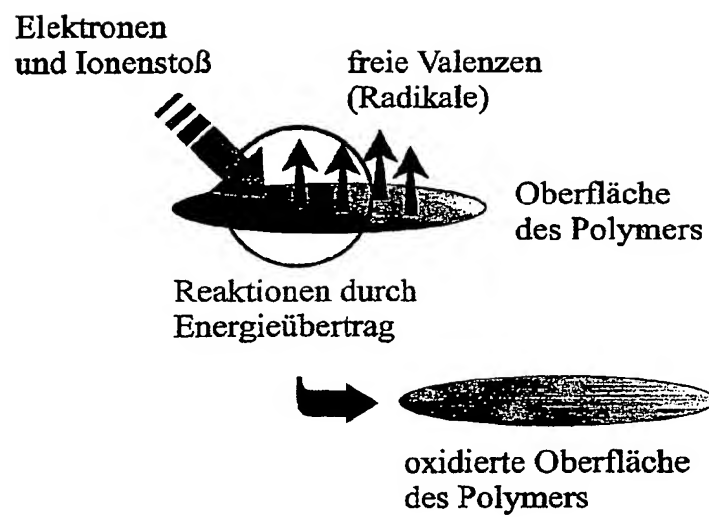 Elektronen
und Ionenstoß
freie Valenzen
(Radikale)
Oberfläche
des Polymers
Reaktionen durch
Energieübertrag
oxidierte Oberfläche
des Polymers